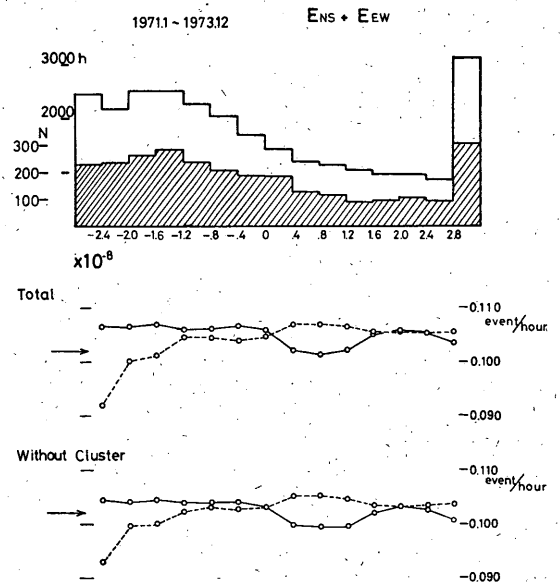 1971.1 ~ 1973.12
ENS + EEW
3000 h
2000
N
300
200
100
-2.4 -2.0 -1.6 -1.2 -.8 -.4 0 .4 .8 1.2 1.6 2.0 2.4 2.8
x10⁻⁸
Total
0.110
event/hour
0.100
0.090
Without Cluster
0.110
event/hour
0.100
0.090